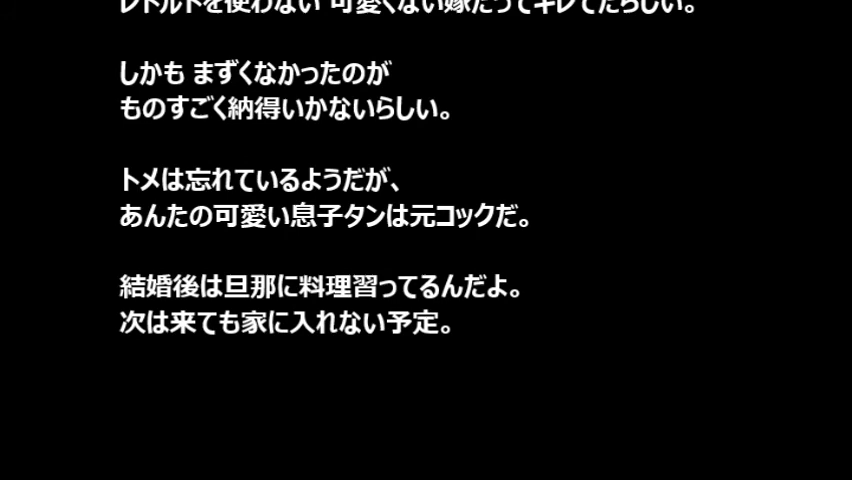 レトルトを使わない 可愛くない嫁だってキレてたらしい。
しかも まずくなかったのが
ものすごく納得いかないらしい。
トメは忘れているようだが、
あんたの可愛い息子タンは元コックだ。
結婚後は旦那に料理習ってるんだよ。
次は来ても家に入れない予定。